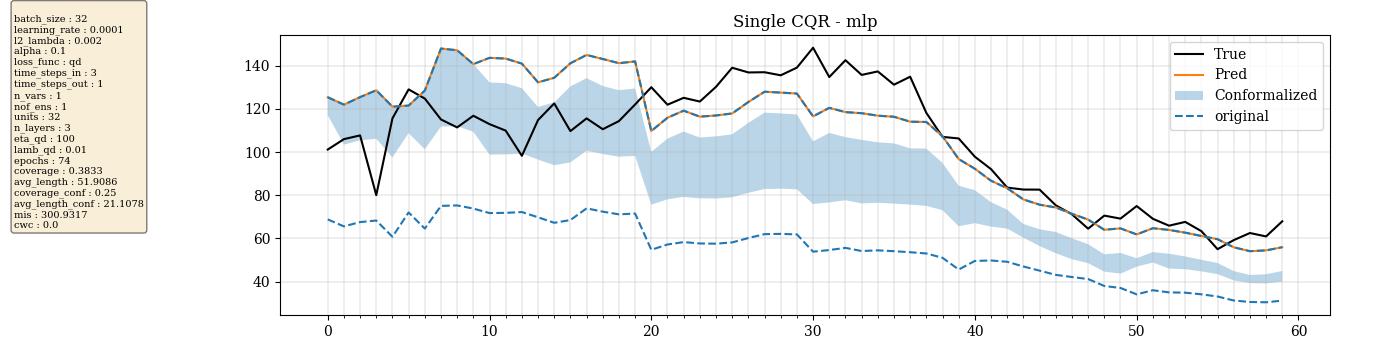 batch_size : 32
learning_rate : 0.0001
l2_lambda : 0.002
alpha : 0.1
loss_func : qd
time_steps_in : 3
time_steps_out : 1
n_vars : 1
nof_ens : 1
units : 32
n_layers : 3
eta_qd : 100
lamb_qd : 0.01
epochs : 74
coverage : 0.3833
avg_length : 51.9086
coverage_conf : 0.25
avg_length_conf : 21.1078
mis : 300.9317
cwc : 0.0
Single CQR - mlp
140
120
100
80
60
40
0 10 20 30 40 50 60
True
Pred
Conformalized
original